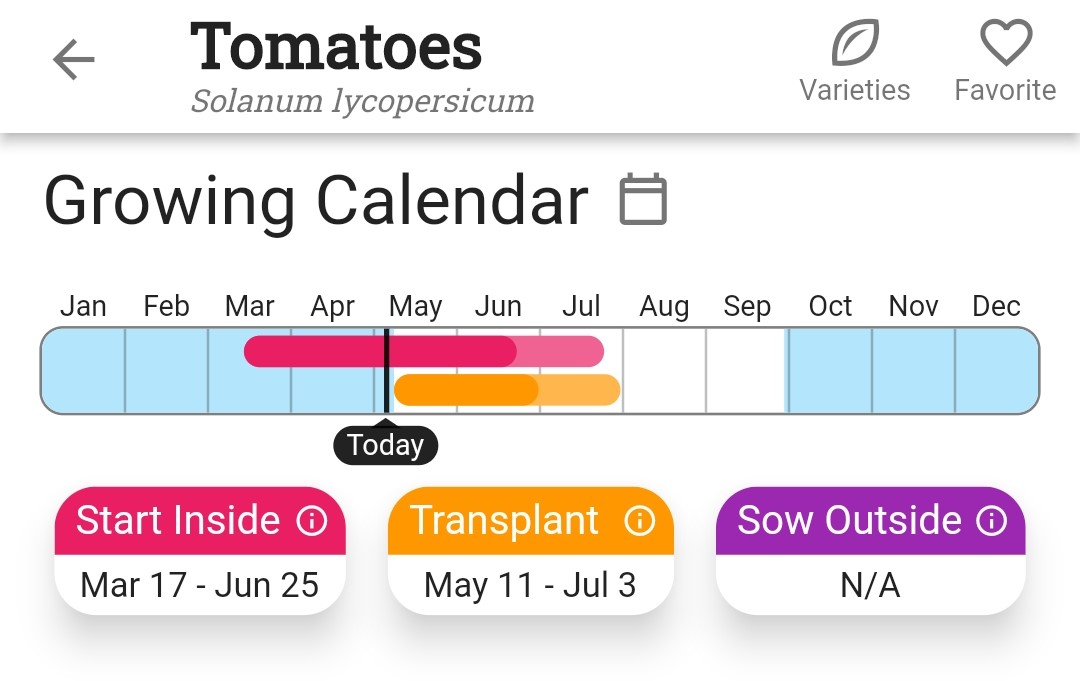 Tomatoes
Solanum lycopersicum
Varieties
Favorite
Growing Calendar
Jan Feb Mar Apr May Jun Jul Aug Sep Oct Nov Dec
Today
Start Inside
Mar 17 - Jun 25
Transplant
May 11 - Jul 3
Sow Outside
N/A